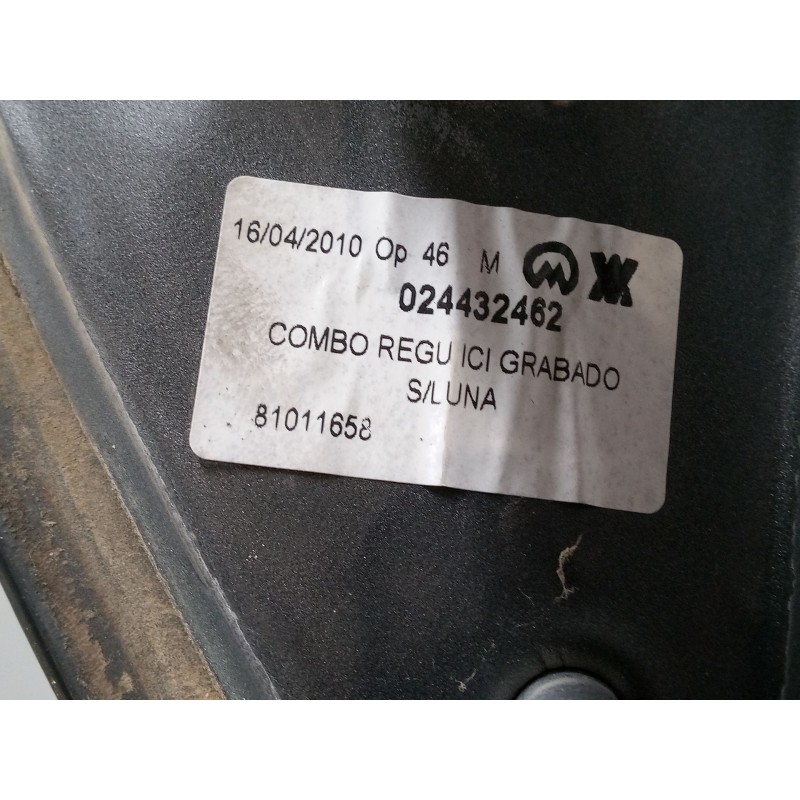 16/04/2010 Op 46 M
024432462
COMBO REGU ICI GRABADO
S/LUNA
81011658